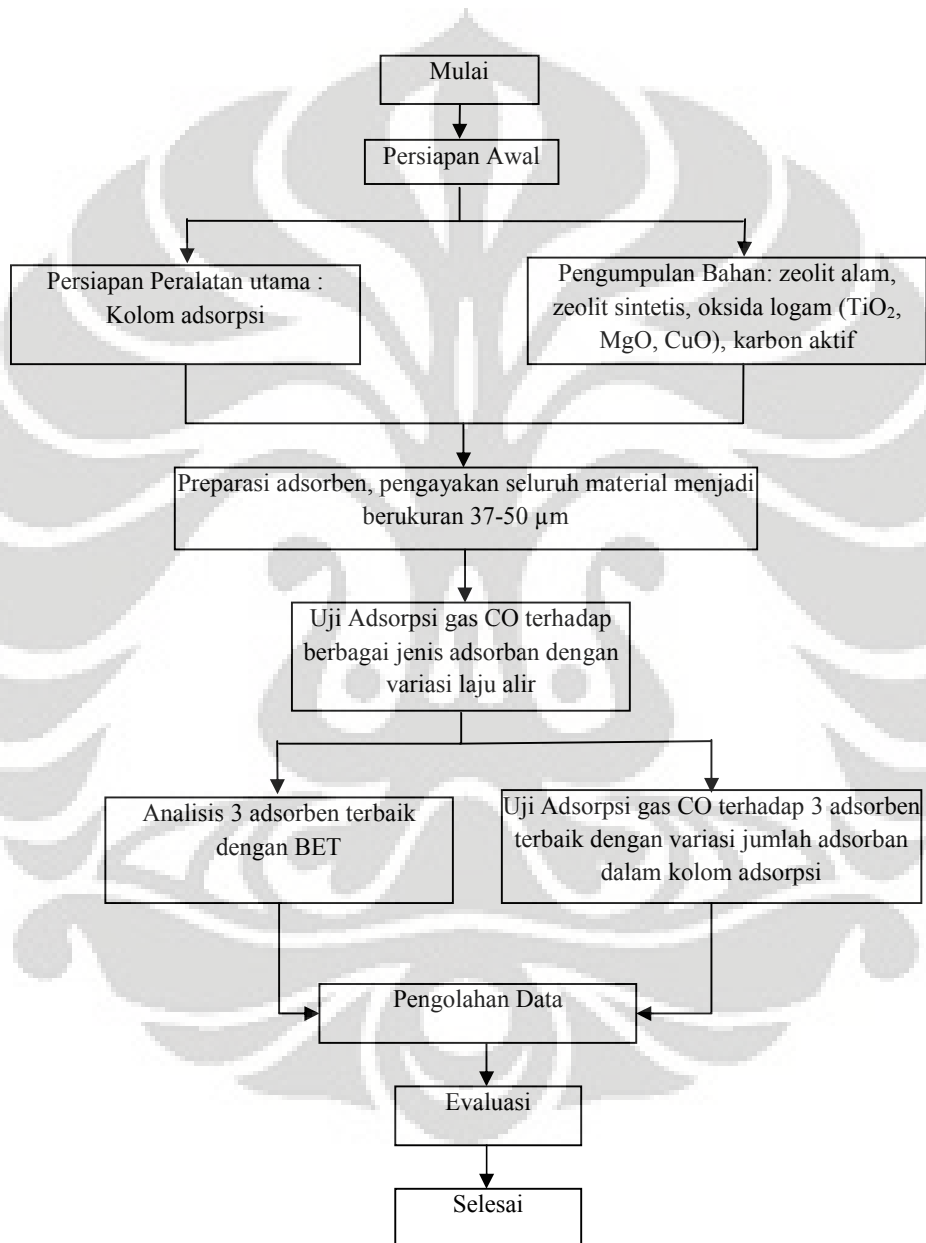 Mulai
Persiapan Awal
Persiapan Peralatan utama :
Kolom adsorpsi
Pengumpulan Bahan: zeolit alam,
zeolit sintetis, oksida logam (TiO₂,
MgO, CuO), karbon aktif
Preparasi adsorben, pengayakan seluruh material menjadi
berukuran 37-50 µm
Uji Adsorpsi gas CO terhadap
berbagai jenis adsorban dengan
variasi laju alir
Analisis 3 adsorben terbaik
dengan BET
Uji Adsorpsi gas CO terhadap 3 adsorben
terbaik dengan variasi jumlah adsorban
dalam kolom adsorpsi
Pengolahan Data
Evaluasi
Selesai